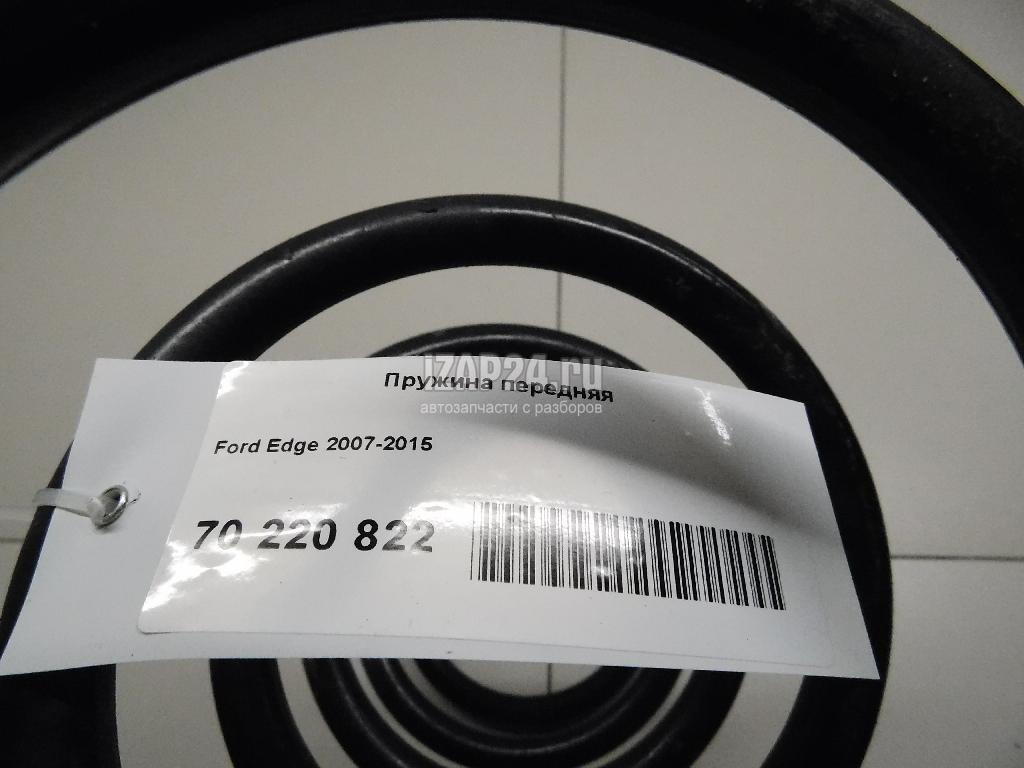 iZAP24.ru
Пружина передняя
автозапчасти с разборов
Ford Edge 2007-2015
70 220 822